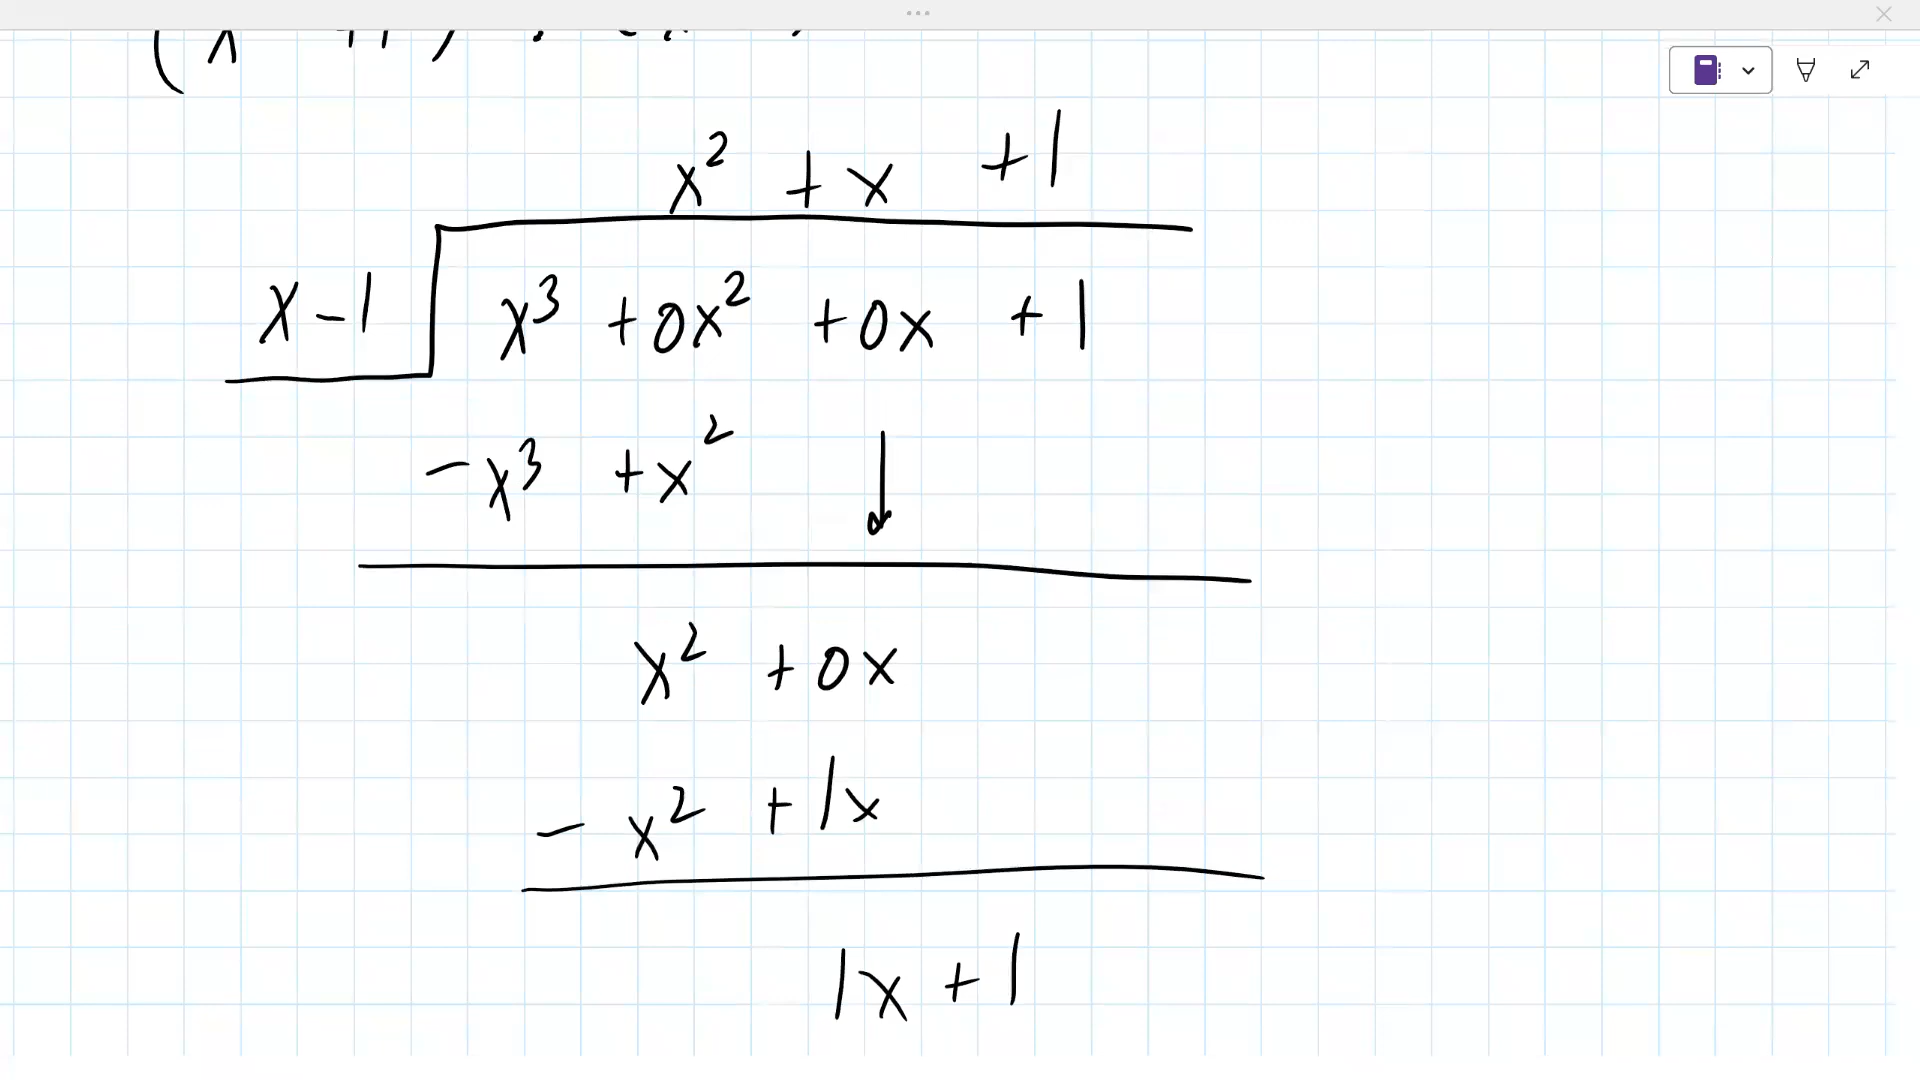 x² + x + 1
x - 1 x³ + 0x² + 0x + 1
- x³ + x²
x² + 0x
- x² + 1x
1x + 1